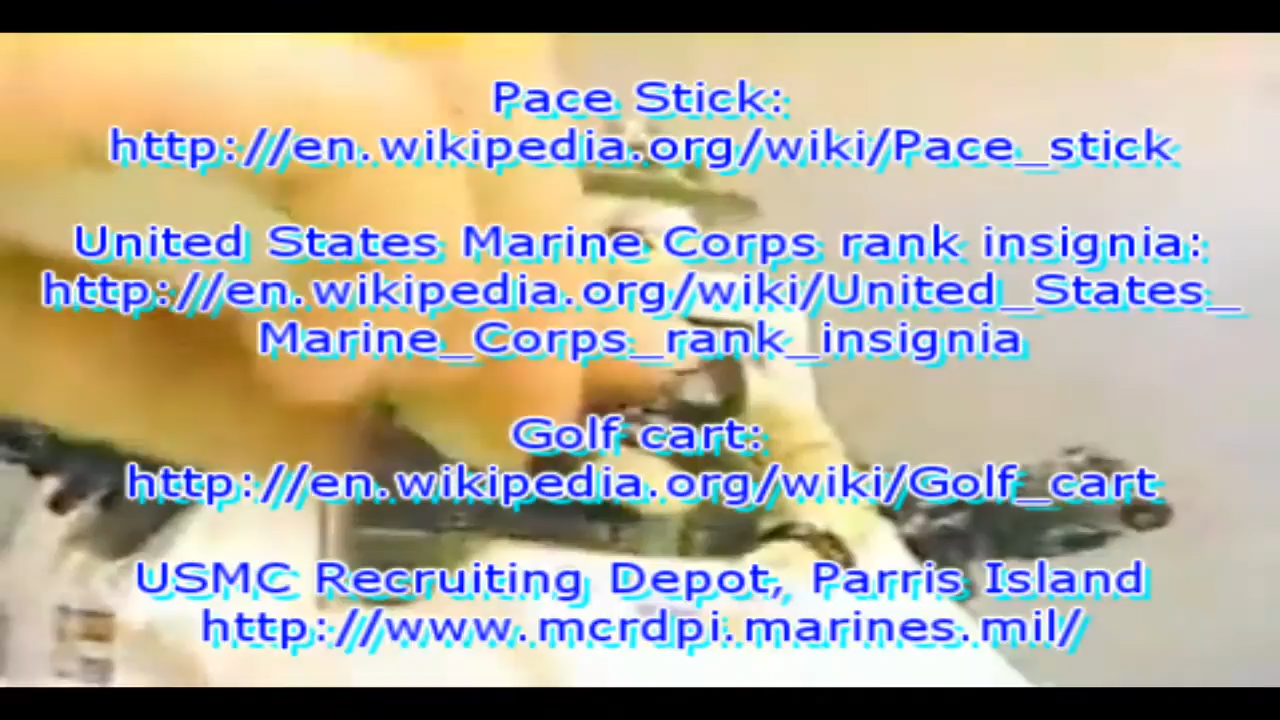 Pace Stick:
http://en.wikipedia.org/wiki/Pace_stick
United States Marine Corps rank insignia:
http://en.wikipedia.org/wiki/United_States_
Marine_Corps_rank_insignia
Golf cart:
http://en.wikipedia.org/wiki/Golf_cart
USMC Recruiting Depot, Parris Island
http://www.mcrdpi.marines.mil/